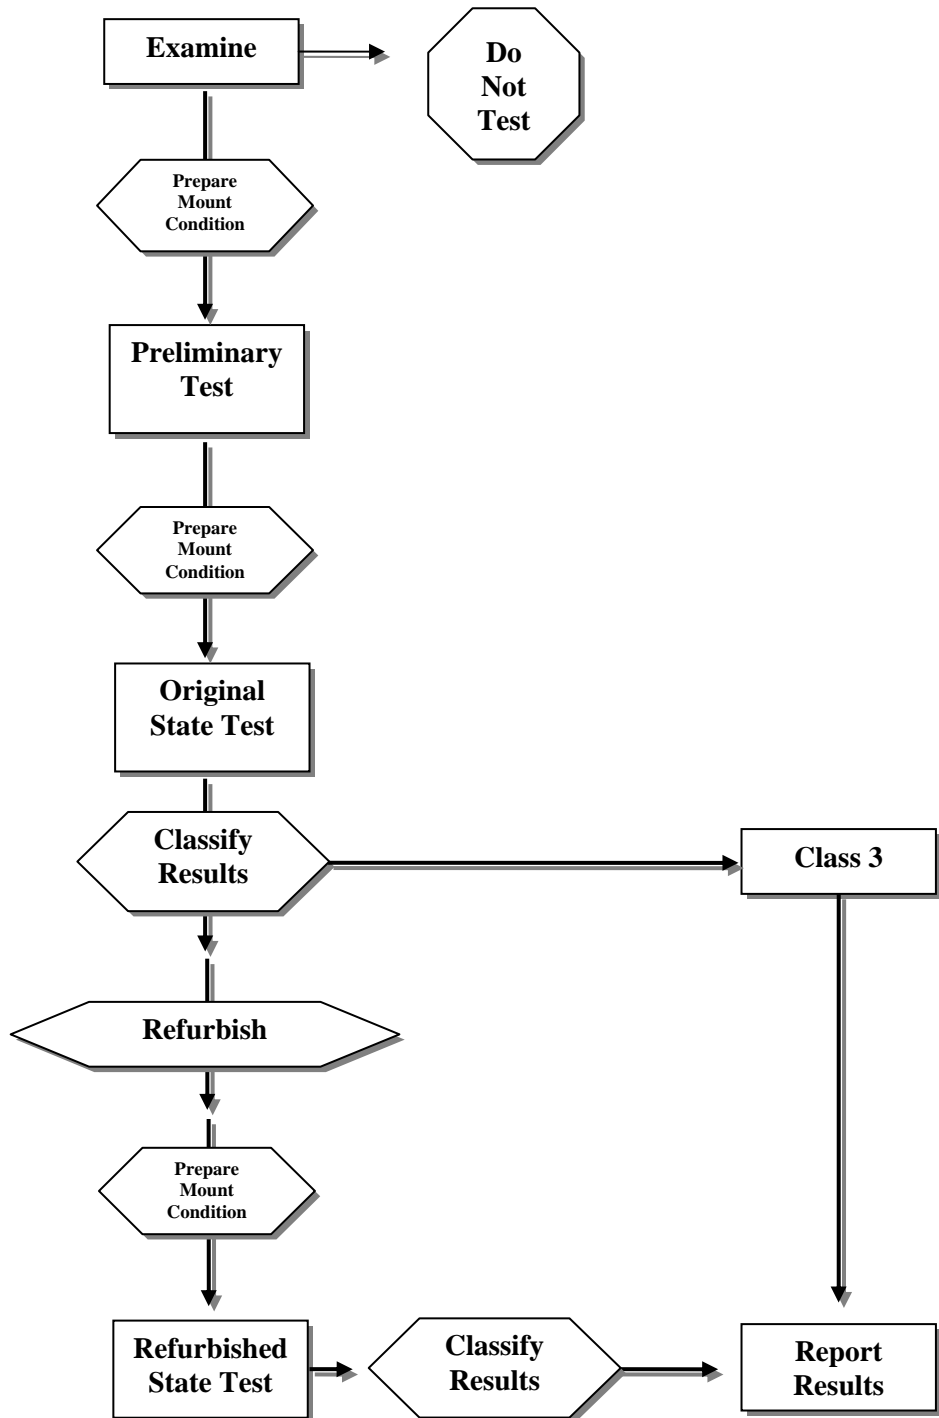 Examine
Do
Not
Test
Prepare
Mount
Condition
Preliminary
Test
Prepare
Mount
Condition
Original
State Test
Classify
Results
Class 3
Refurbish
Prepare
Mount
Condition
Refurbished
State Test
Classify
Results
Report
Results